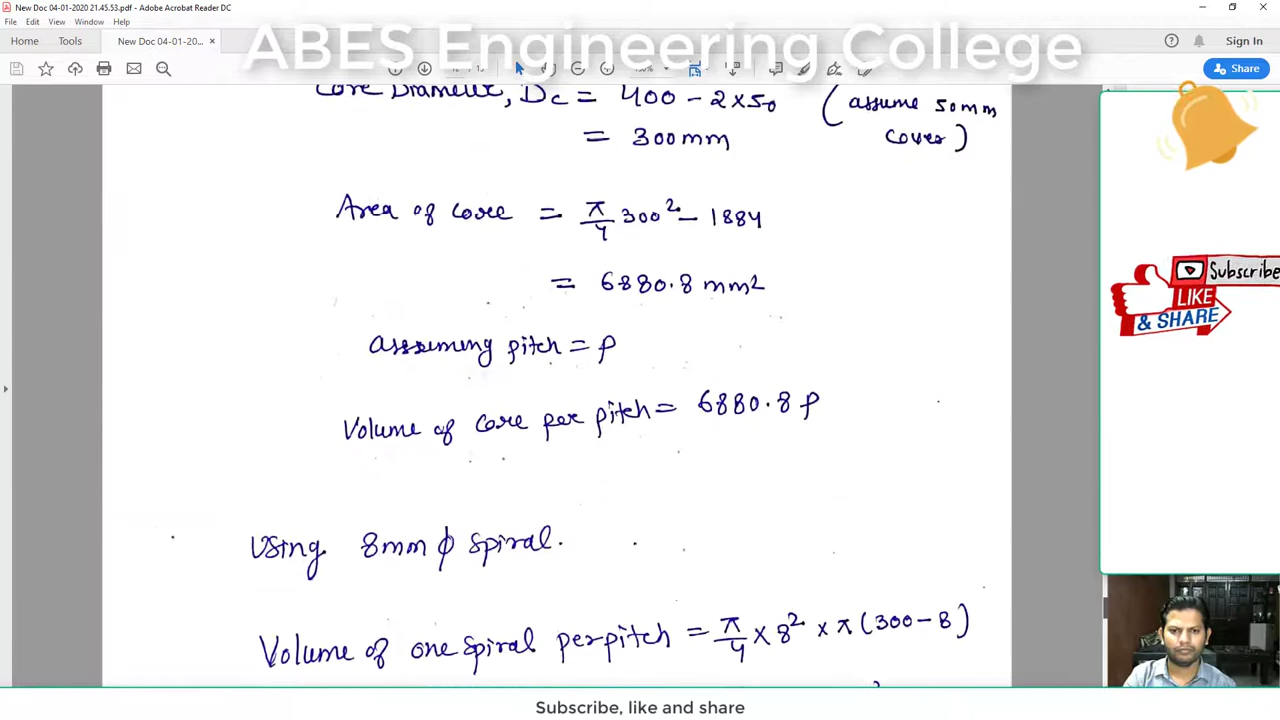 New Doc 04-01-2020 21.45.53.pdf - Adobe Acrobat Reader DC
File Edit View Window Help
Home Tools New Doc 04-01-20... × Sign In
ABES Engineering College
Share
Core Diameter, Dc = 400 - 2x50 (assume 50mm
= 300mm cover)
Area of core = π/4 300² - 1884
= 6880.8 mm2
assuming pitch = p
Volume of core per pitch = 6880.8 p
Using 8mm ϕ spiral.
Volume of one spiral per pitch = π/4 x 8² x π(300-8)
Subscribe
LIKE
& SHARE
Subscribe, like and share